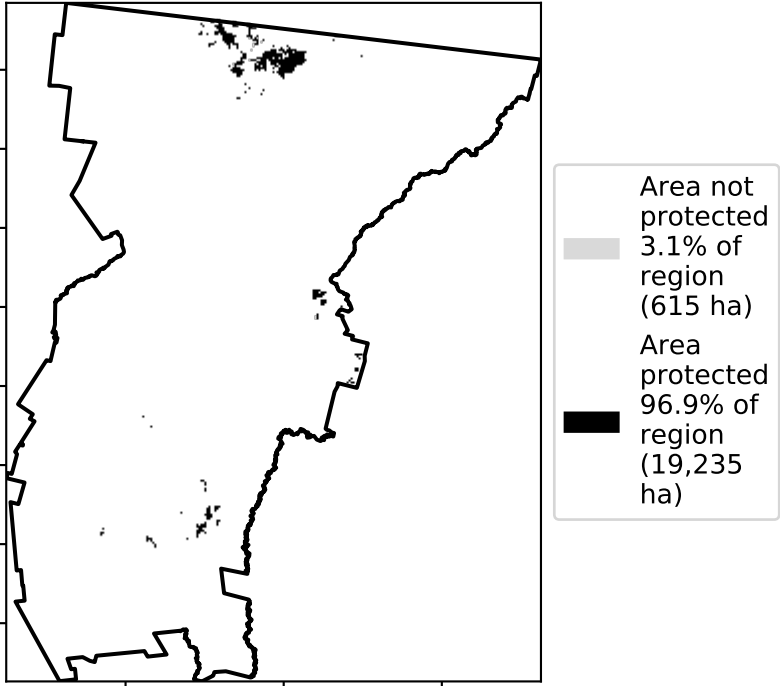 Area not
protected
3.1% of
region
(615 ha)
Area
protected
96.9% of
region
(19,235
ha)